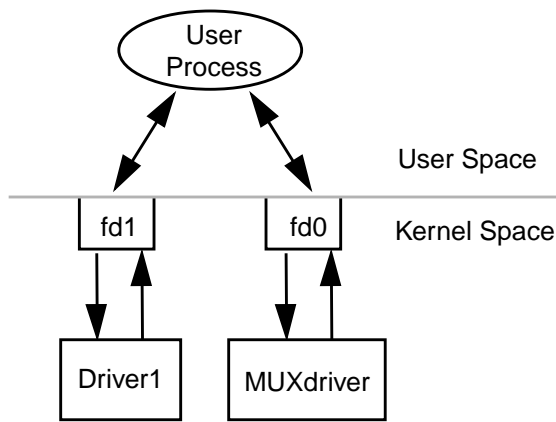 User
Process
User Space
fd1
fd0
Kernel Space
Driver1
MUXdriver